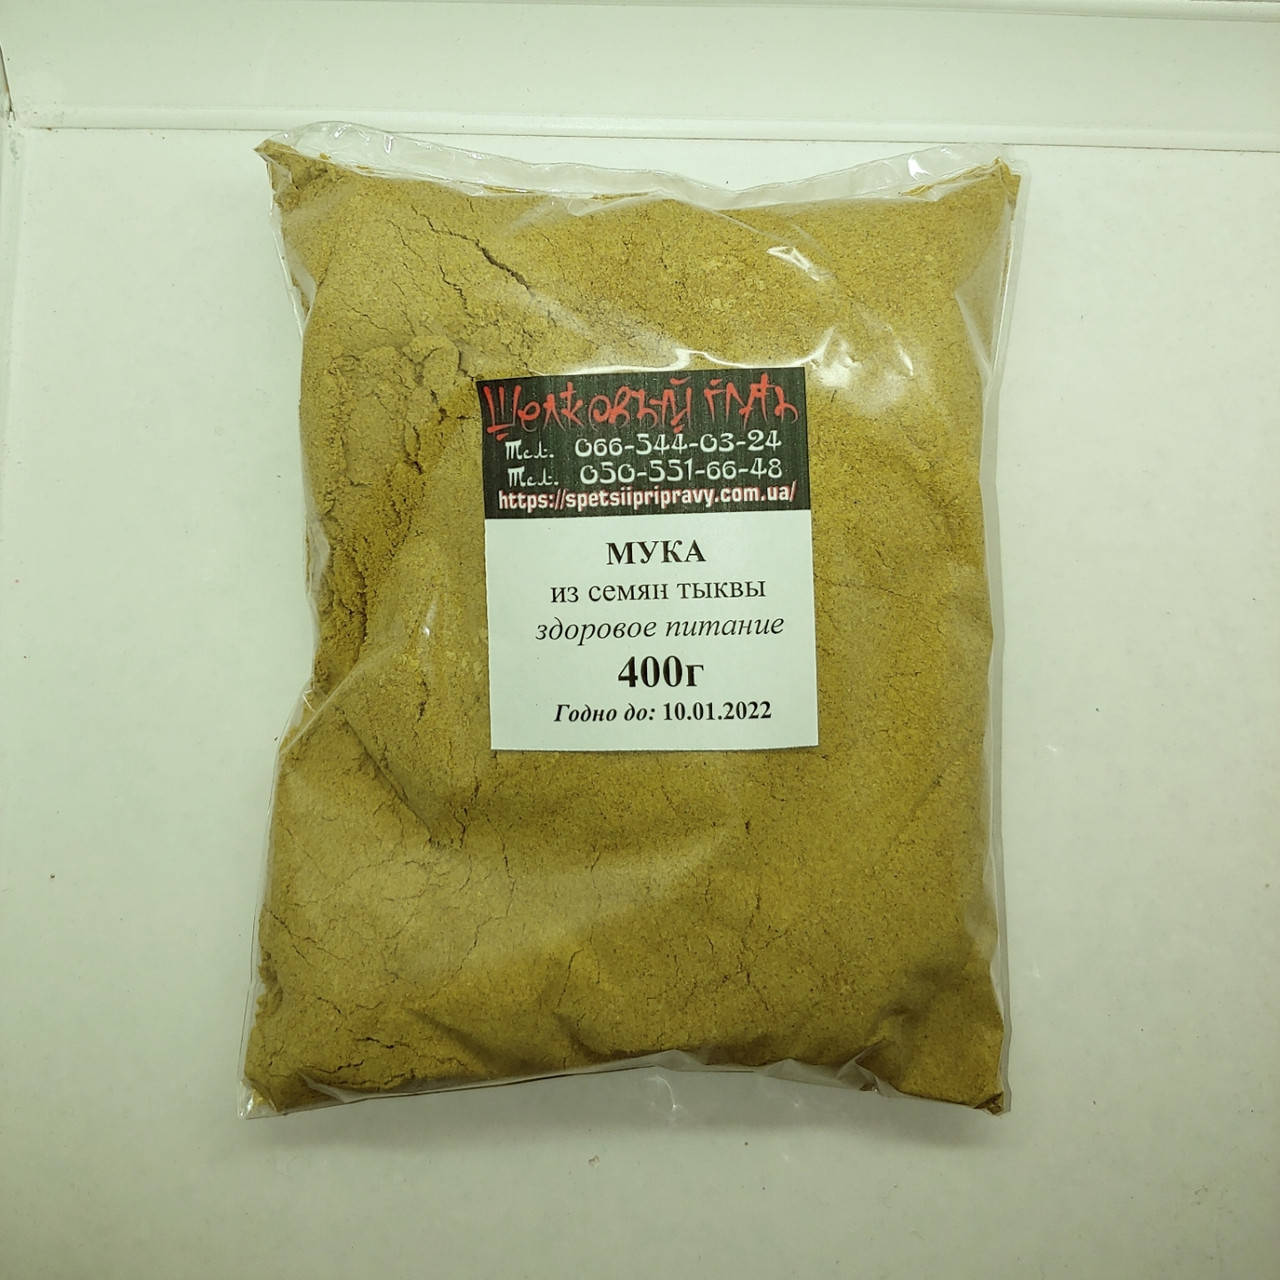 Шелковый путь
Тел. 066-544-03-24
Тел. 050-551-66-48
https://spetsiipripravy.com.ua/
МУКА
из семян тыквы
здоровое питание
400г
Годно до: 10.01.2022